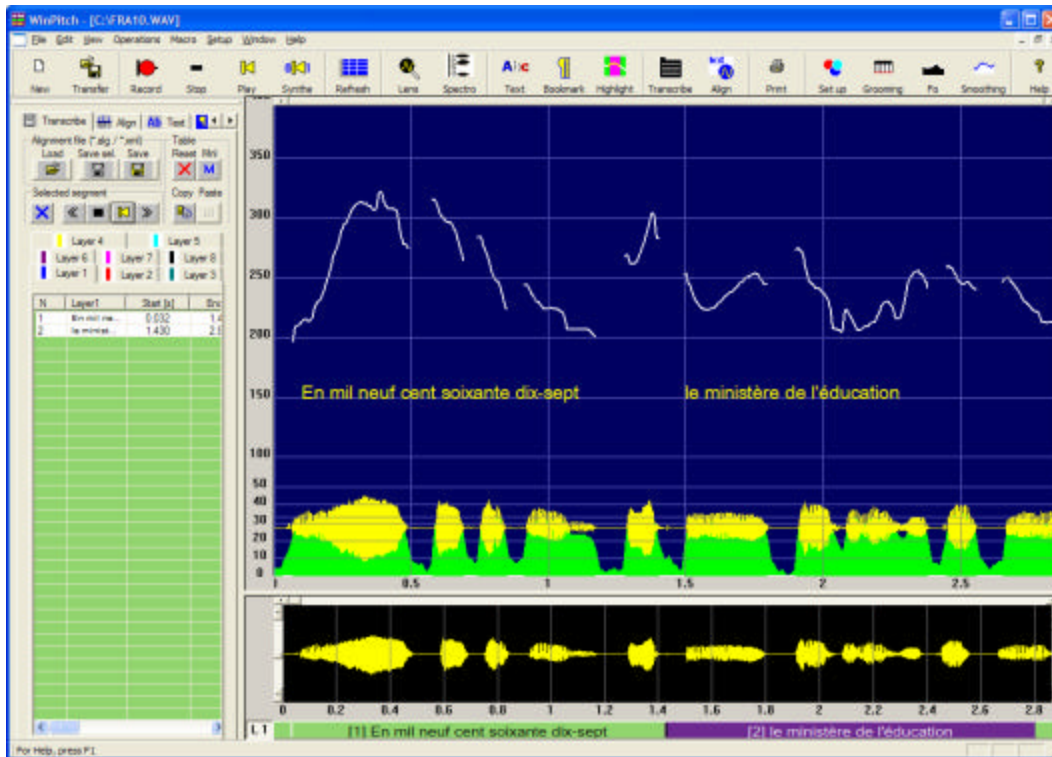 WinPitch - [C:\FRA10.WAV]
File Edit View Operations Macro Setup Window Help
New Transfer Record Stop Play Synthe Refresh Lens Spectro Text Bookmark Highlight Transcribe Align Print Set up Grooming Fo Smoothing Help
Transcribe Align Text
Alignment file (*.alg / *.xml) Table
Load Save sel. Save Reset Mini
Selected segment Copy Paste
Layer 4 Layer 5
Layer 6 Layer 7 Layer 8
Layer 1 Layer 2 Layer 3
N Layer1 Start [s]
1 En mil ne... 0.032
2 le minist... 1.430
350
300
250
200
150
100
50
40
30
20
10
0
En mil neuf cent soixante dix-sept le ministère de l'éducation
0.5 1 1.5 2 2.5
0 0.2 0.4 0.6 0.8 1 1.2 1.4 1.6 1.8 2 2.2 2.4 2.6 2.8
L 1 [1] En mil neuf cent soixante dix-sept [2] le ministère de l'éducation
For Help, press F1